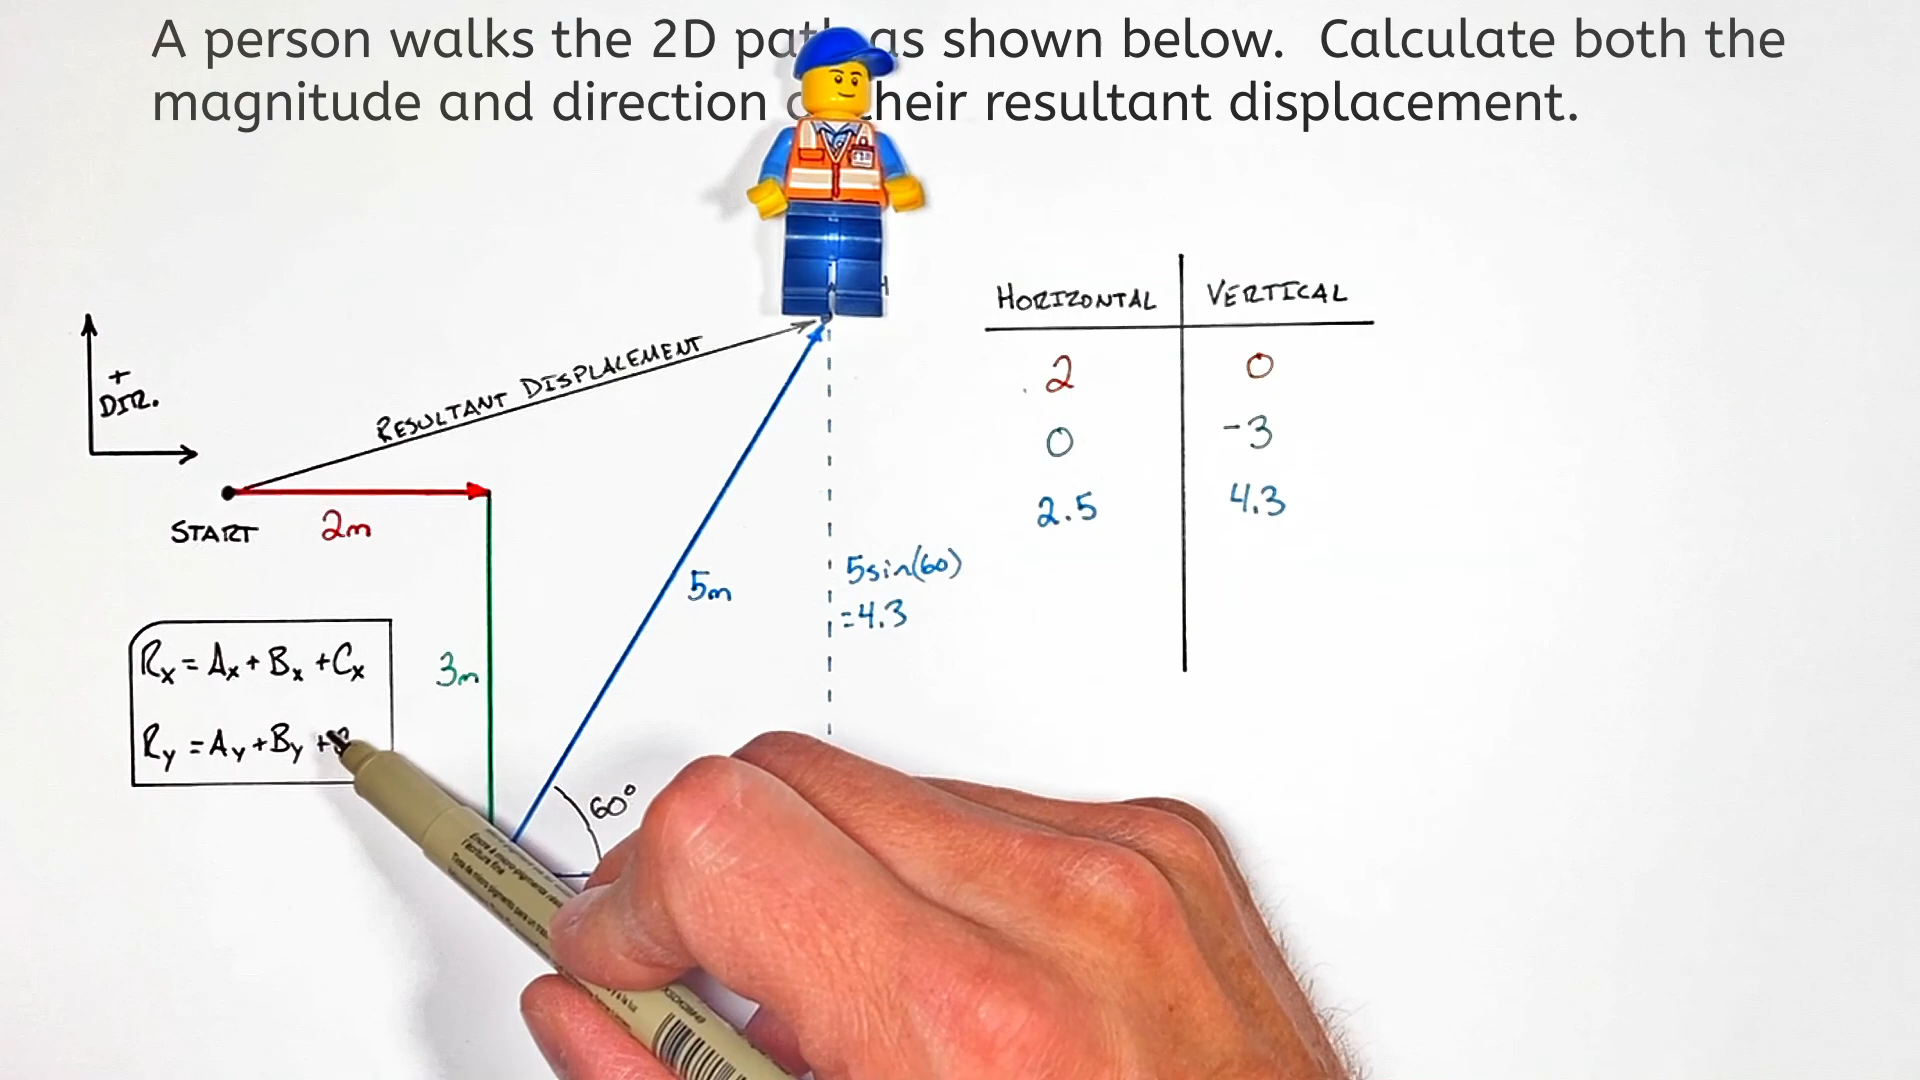 A person walks the 2D as shown below. Calculate both the
magnitude and direction their resultant displacement.
HORIZONTAL VERTICAL
+
DIR.
RESULTANT DISPLACEMENT
2 0
0 -3
2.5 4.3
START 2m
5m
5sin(60)
=4.3
Rx = Ax + Bx + Cx
3m
Ry = Ay + By +
60°